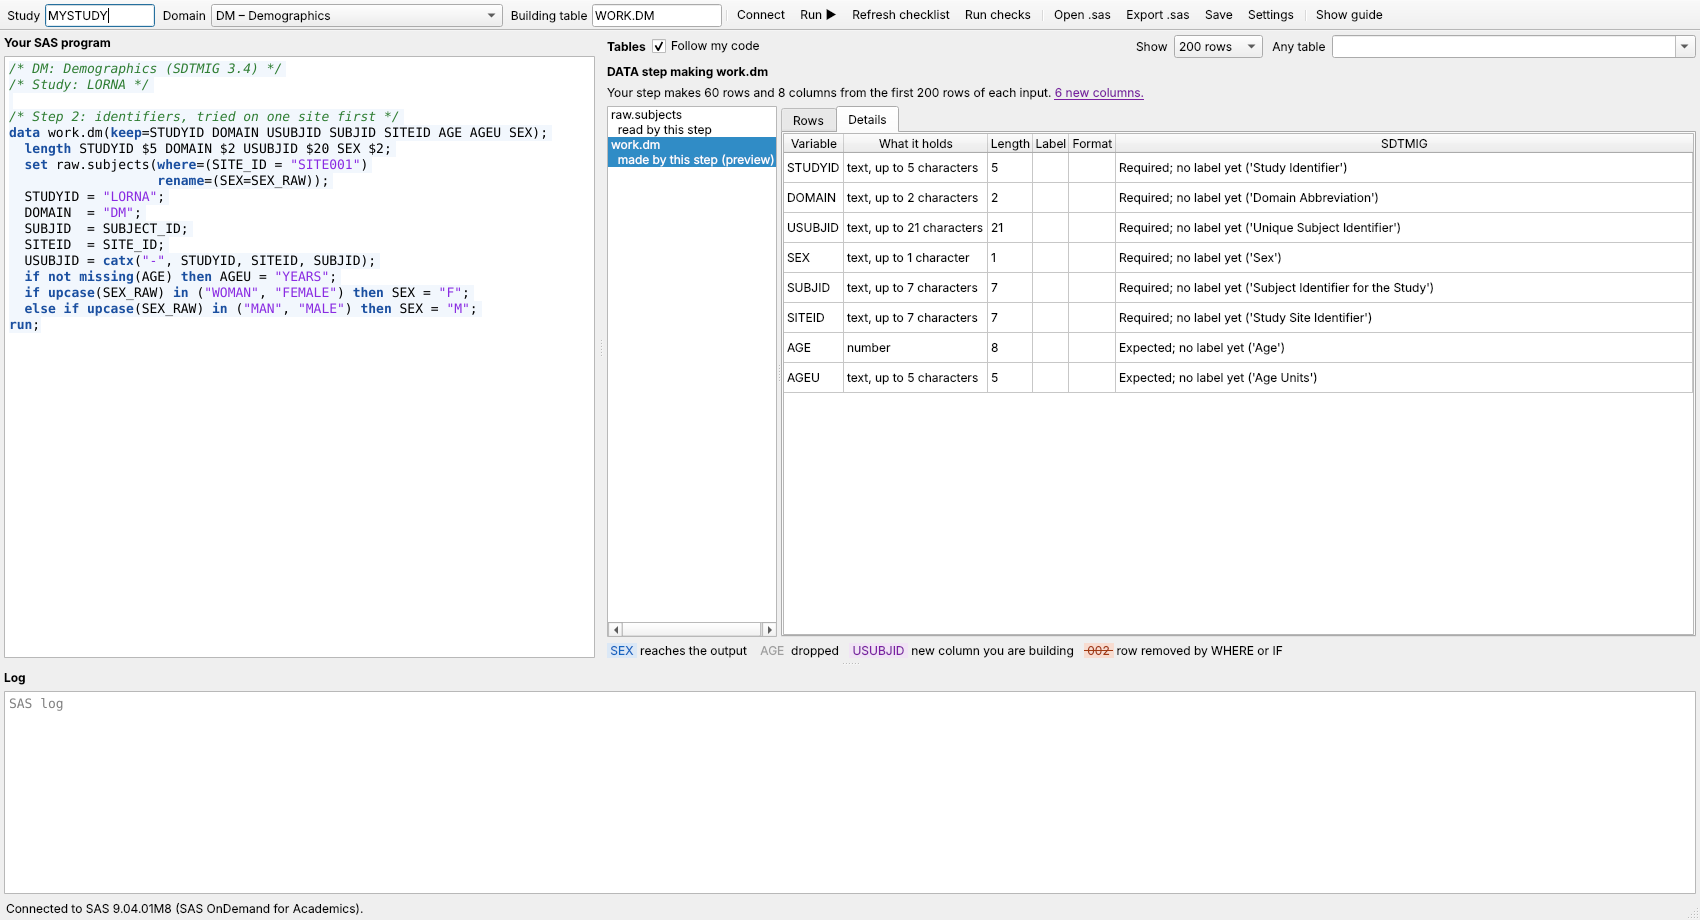 Study MYSTUDY Domain DM – Demographics Building table WORK.DM Connect Run ▶ Refresh checklist Run checks Open .sas Export .sas Save Settings Show guide
Your SAS program
/* DM: Demographics (SDTMIG 3.4) */
/* Study: LORNA */
/* Step 2: identifiers, tried on one site first */
data work.dm(keep=STUDYID DOMAIN USUBJID SUBJID SITEID AGE AGEU SEX);
length STUDYID $5 DOMAIN $2 USUBJID $20 SEX $2;
set raw.subjects(where=(SITE_ID = "SITE001")
rename=(SEX=SEX_RAW));
STUDYID = "LORNA";
DOMAIN = "DM";
SUBJID = SUBJECT_ID;
SITEID = SITE_ID;
USUBJID = catx("-", STUDYID, SITEID, SUBJID);
if not missing(AGE) then AGEU = "YEARS";
if upcase(SEX_RAW) in ("WOMAN", "FEMALE") then SEX = "F";
else if upcase(SEX_RAW) in ("MAN", "MALE") then SEX = "M";
run;
Tables Follow my code Show 200 rows Any table
DATA step making work.dm
Your step makes 60 rows and 8 columns from the first 200 rows of each input. 6 new columns.
raw.subjects
read by this step
work.dm
made by this step (preview)
Rows Details
Variable What it holds Length Label Format SDTMIG
STUDYID text, up to 5 characters 5 Required; no label yet ('Study Identifier')
DOMAIN text, up to 2 characters 2 Required; no label yet ('Domain Abbreviation')
USUBJID text, up to 21 characters 21 Required; no label yet ('Unique Subject Identifier')
SEX text, up to 1 character 1 Required; no label yet ('Sex')
SUBJID text, up to 7 characters 7 Required; no label yet ('Subject Identifier for the Study')
SITEID text, up to 7 characters 7 Required; no label yet ('Study Site Identifier')
AGE number 8 Expected; no label yet ('Age')
AGEU text, up to 5 characters 5 Expected; no label yet ('Age Units')
SEX reaches the output AGE dropped USUBJID new column you are building 002 row removed by WHERE or IF
Log
SAS log
Connected to SAS 9.04.01M8 (SAS OnDemand for Academics).